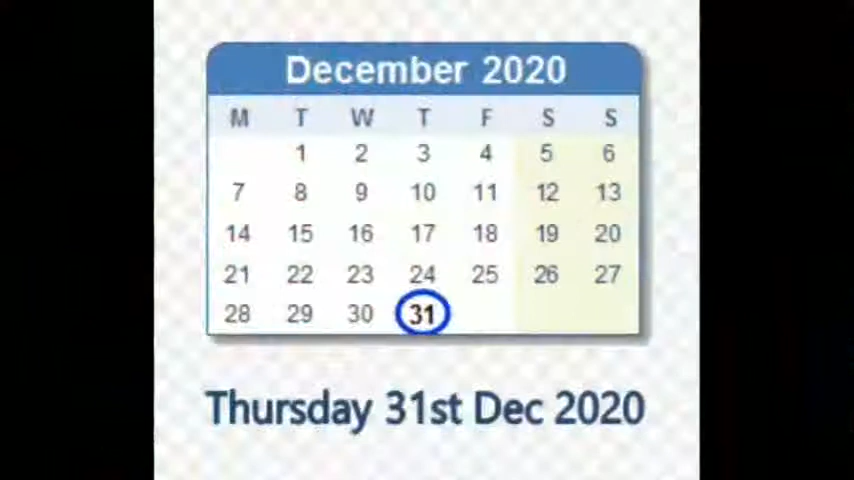 December 2020
M T W T F S S
1 2 3 4 5 6
7 8 9 10 11 12 13
14 15 16 17 18 19 20
21 22 23 24 25 26 27
28 29 30 31
Thursday 31st Dec 2020